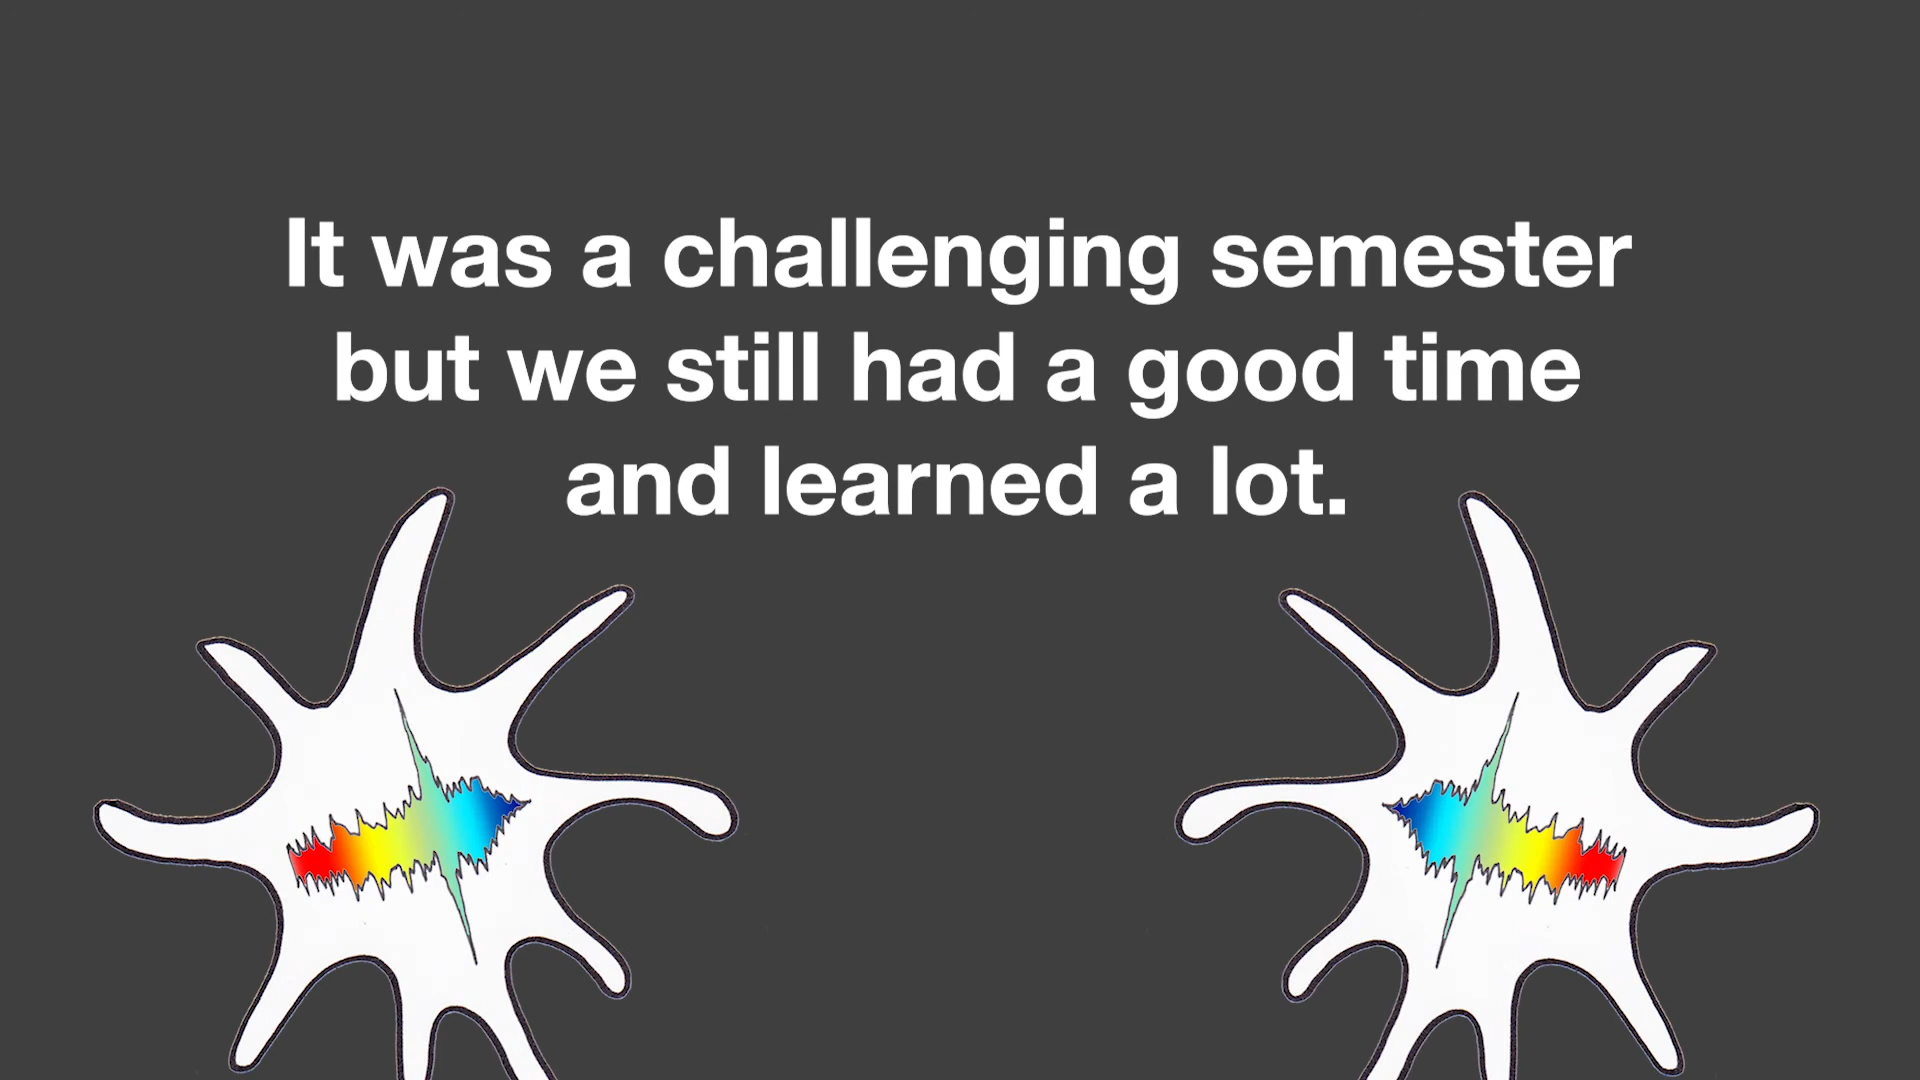 It was a challenging semester
but we still had a good time
and learned a lot.